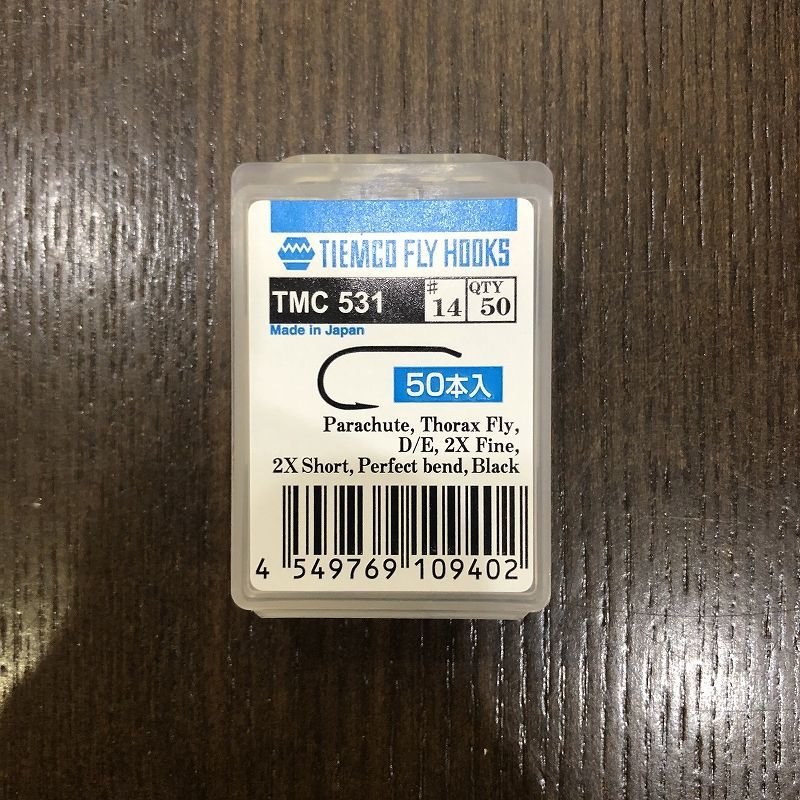 TIEMCO FLY HOOKS
TMC 531 # 14 QTY 50
Made in Japan
50本入
Parachute, Thorax Fly,
D/E, 2X Fine,
2X Short, Perfect bend, Black
4 549769 109402